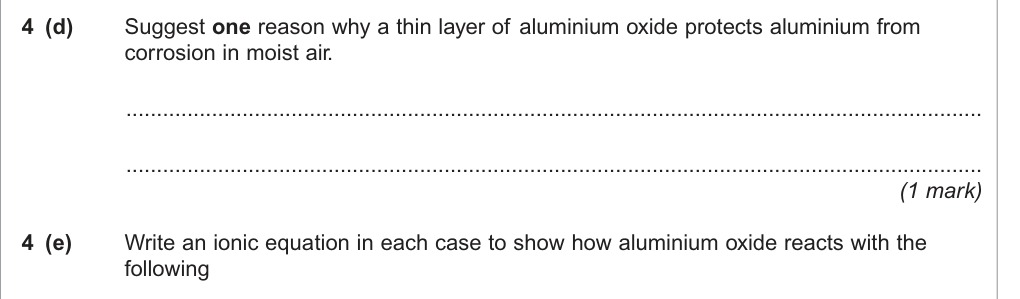 4 (d) Suggest one reason why a thin layer of aluminium oxide protects aluminium from
corrosion in moist air.
................................................................................................................................................
................................................................................................................................................
(1 mark)
4 (e) Write an ionic equation in each case to show how aluminium oxide reacts with the
following